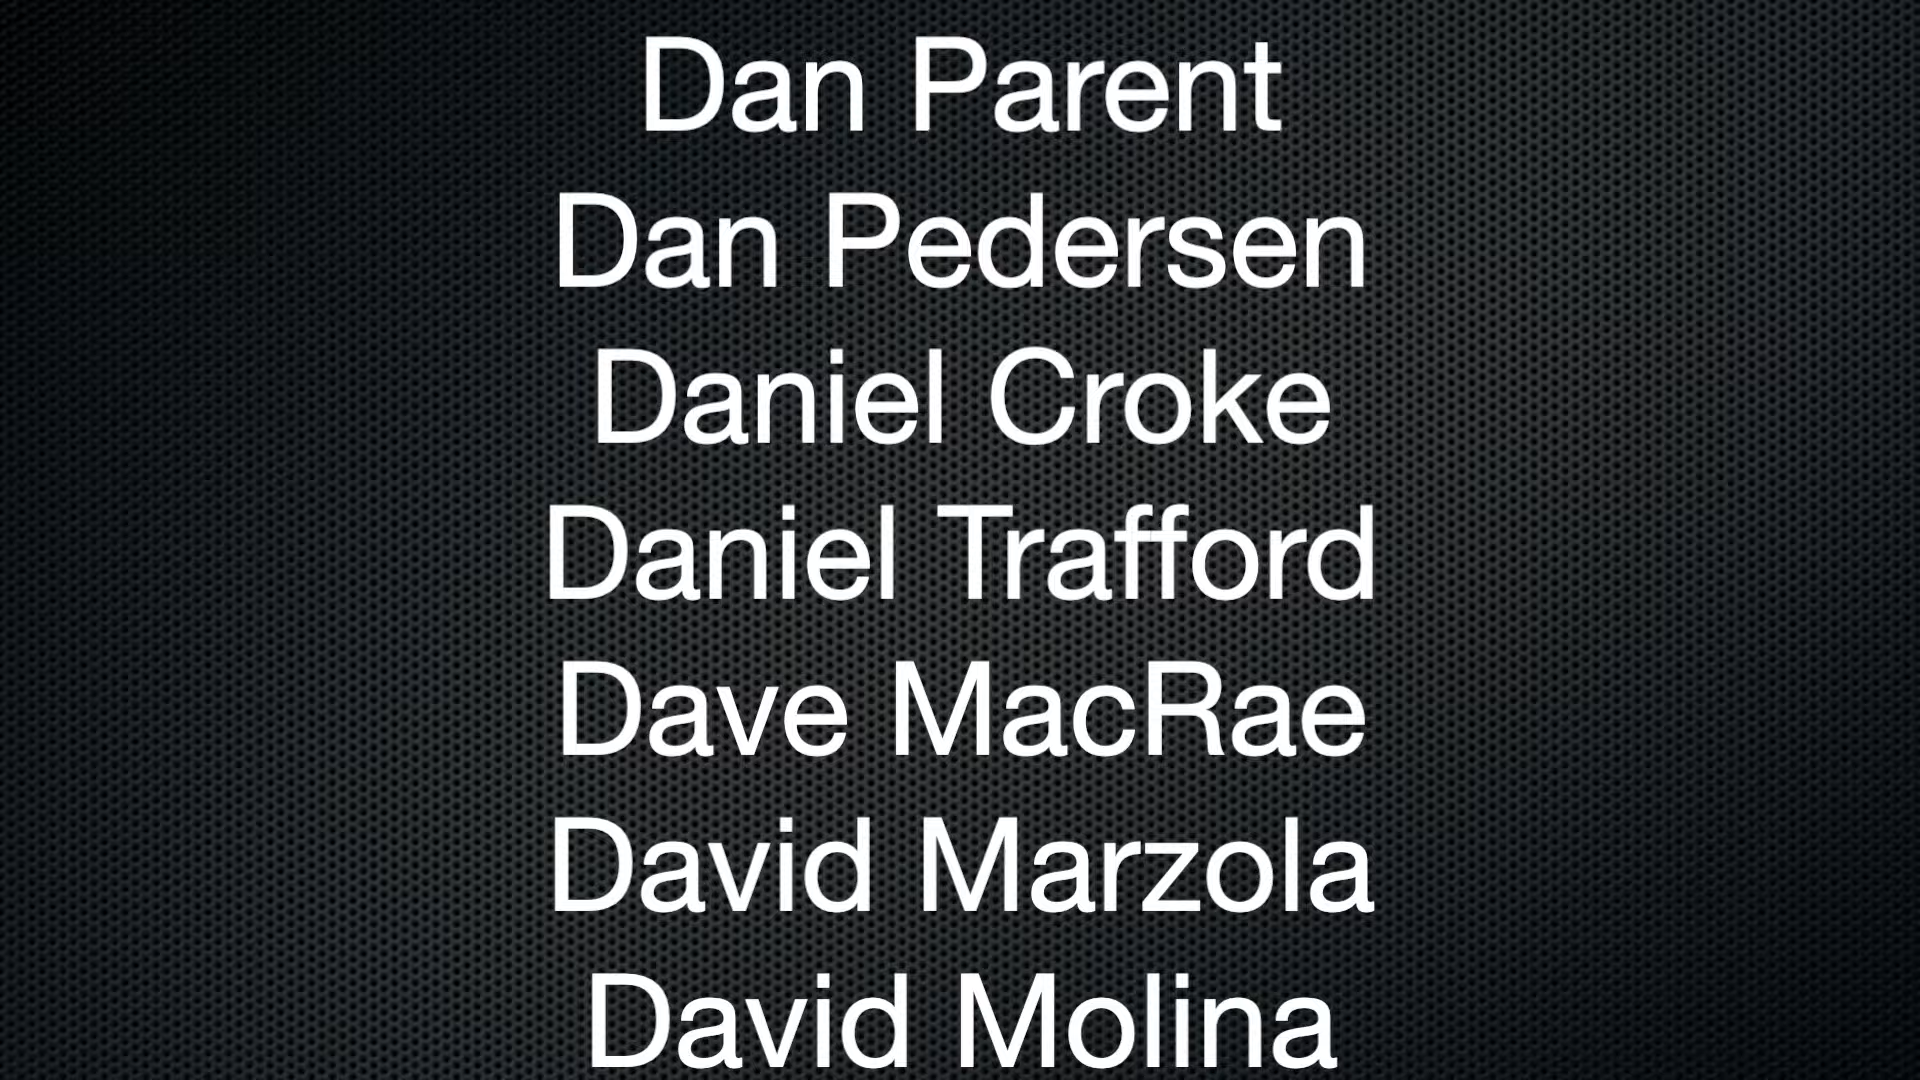 Dan Parent
Dan Pedersen
Daniel Croke
Daniel Trafford
Dave MacRae
David Marzola
David Molina